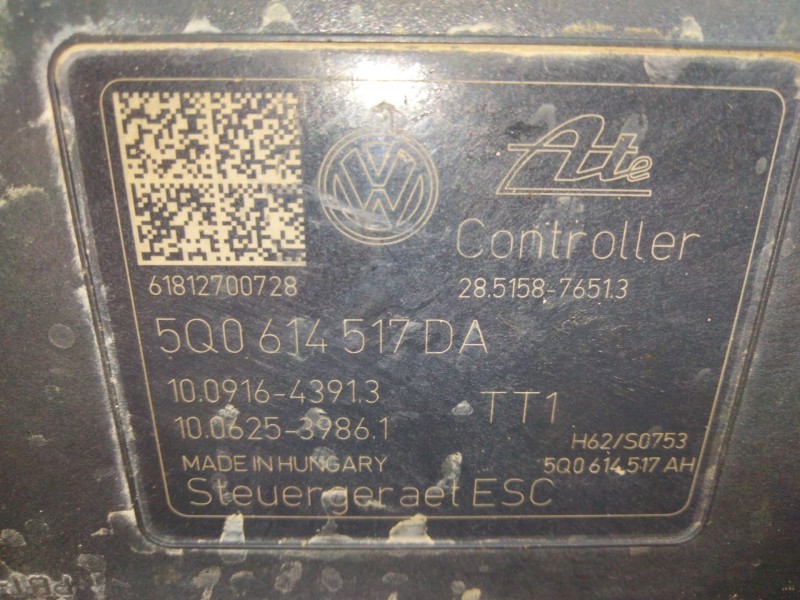 VW
Ate
Controller
61812700728
28.5158-7651.3
5Q0 614 517 DA
10.0916-4391.3
10.0625-3986.1
TT1
H62/S0753
MADE IN HUNGARY
5Q0 614 517 AH
Steuergeraet ESC